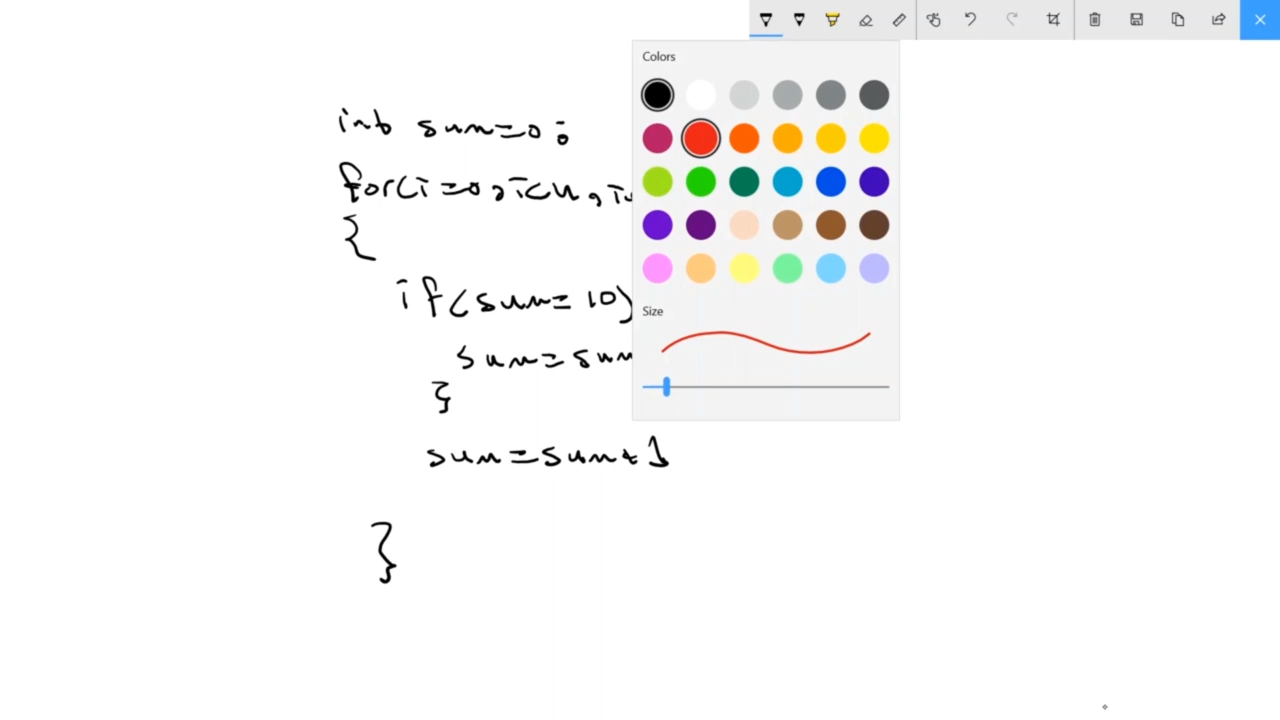 Colors
int sum=0;
for(i=0,i<n,i
{
if(sum=10)
Size
sum=sum
}
sum=sum+1
}